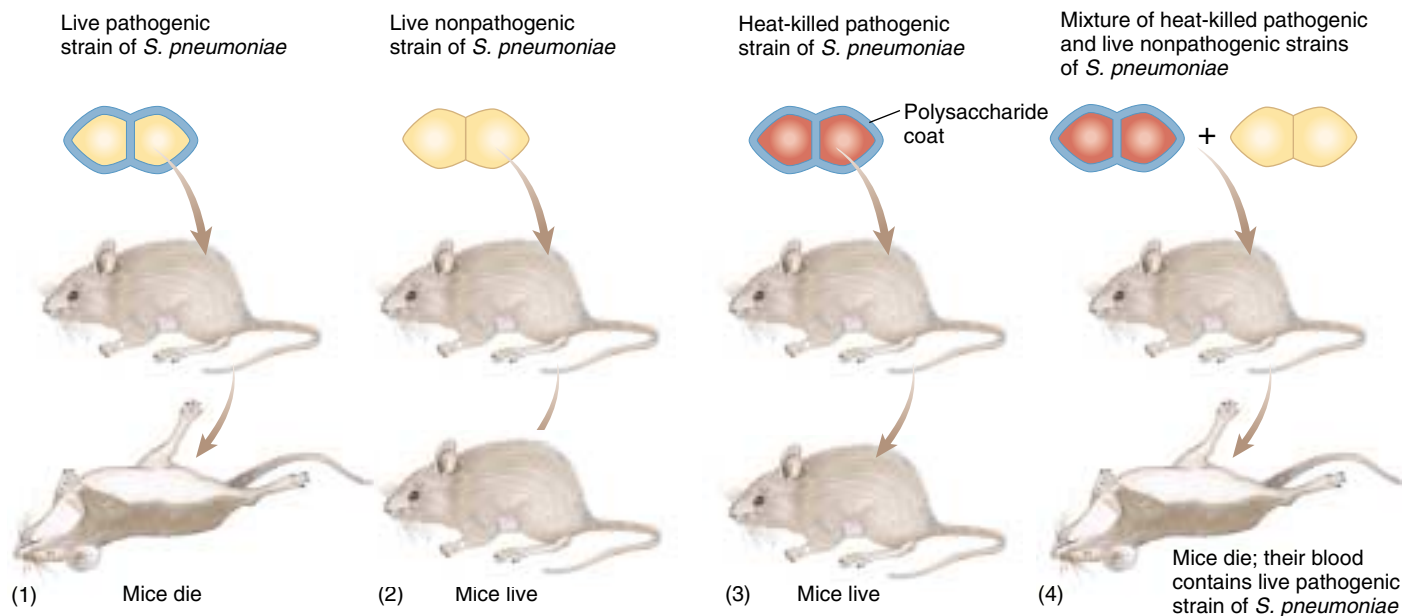 Live pathogenic
strain of S. pneumoniae
Live nonpathogenic
strain of S. pneumoniae
Heat-killed pathogenic
strain of S. pneumoniae
Mixture of heat-killed pathogenic
and live nonpathogenic strains
of S. pneumoniae
Polysaccharide
coat
+
(1) Mice die
(2) Mice live
(3) Mice live
(4) Mice die; their blood
contains live pathogenic
strain of S. pneumoniae